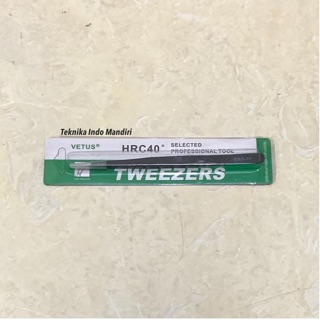 Teknika Indo Mandiri
VETUS®
HRC40°
SELECTED
PROFESSIONAL TOOL
TWEEZERS